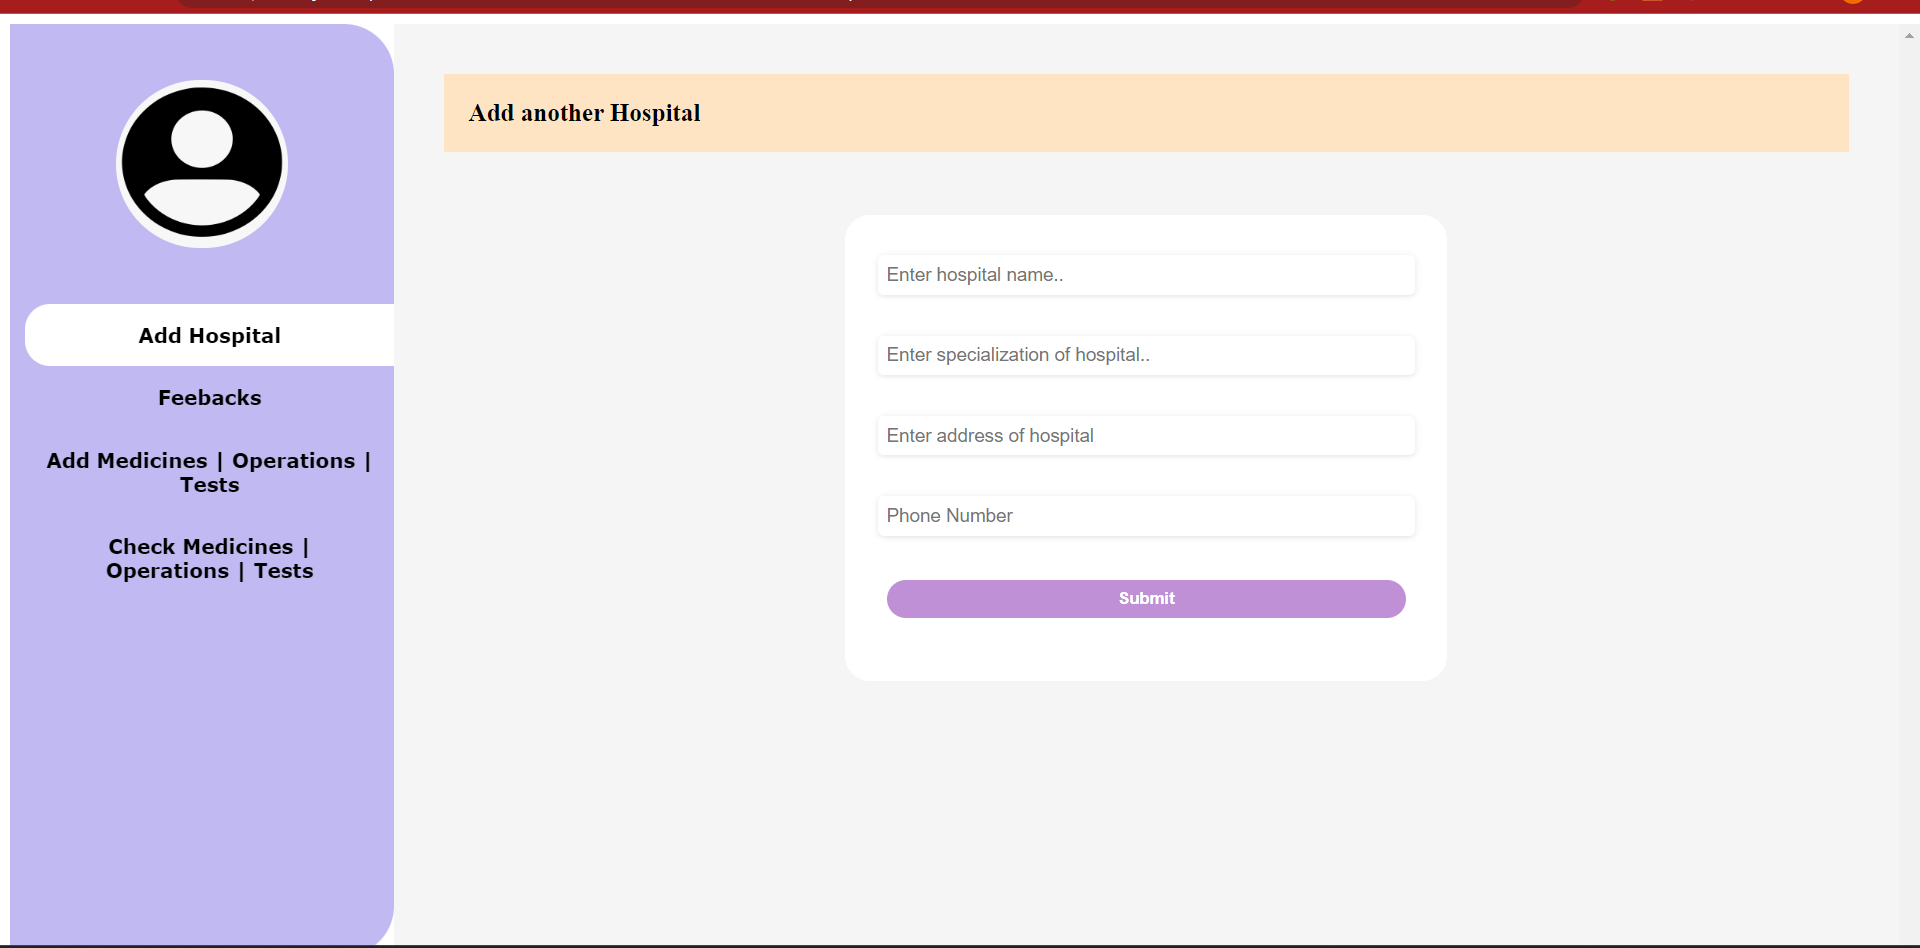 Add Hospital
Feebacks
Add Medicines | Operations |
Tests
Check Medicines |
Operations | Tests
Add another Hospital
Enter hospital name..
Enter specialization of hospital..
Enter address of hospital
Phone Number
Submit